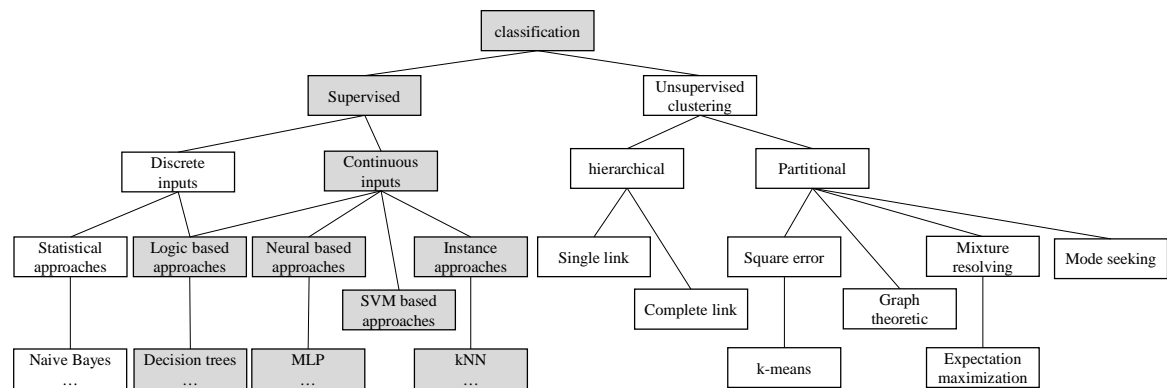 classification
Supervised
Unsupervised
clustering
Discrete
inputs
Continuous
inputs
hierarchical
Partitional
Statistical
approaches
Logic based
approaches
Neural based
approaches
Instance
approaches
Single link
Square error
Mixture
resolving
Mode seeking
SVM based
approaches
Complete link
Graph
theoretic
Naive Bayes
…
Decision trees
…
MLP
…
kNN
…
k-means
Expectation
maximization